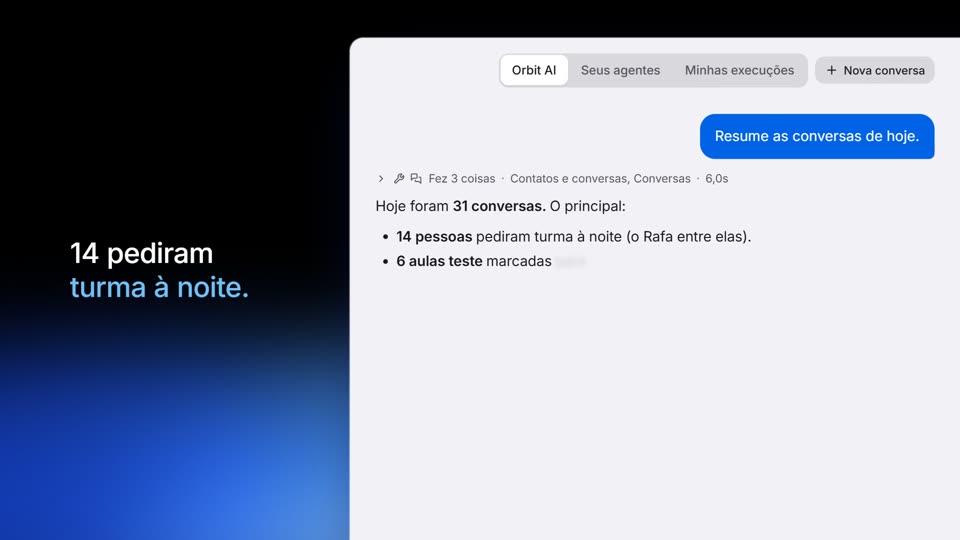 Orbit AI
Seus agentes
Minhas execuções
+ Nova conversa
Resume as conversas de hoje.
Fez 3 coisas · Contatos e conversas, Conversas · 6,0s
Hoje foram 31 conversas. O principal:
• 14 pessoas pediram turma à noite (o Rafa entre elas).
• 6 aulas teste marcadas
14 pediram
turma à noite.